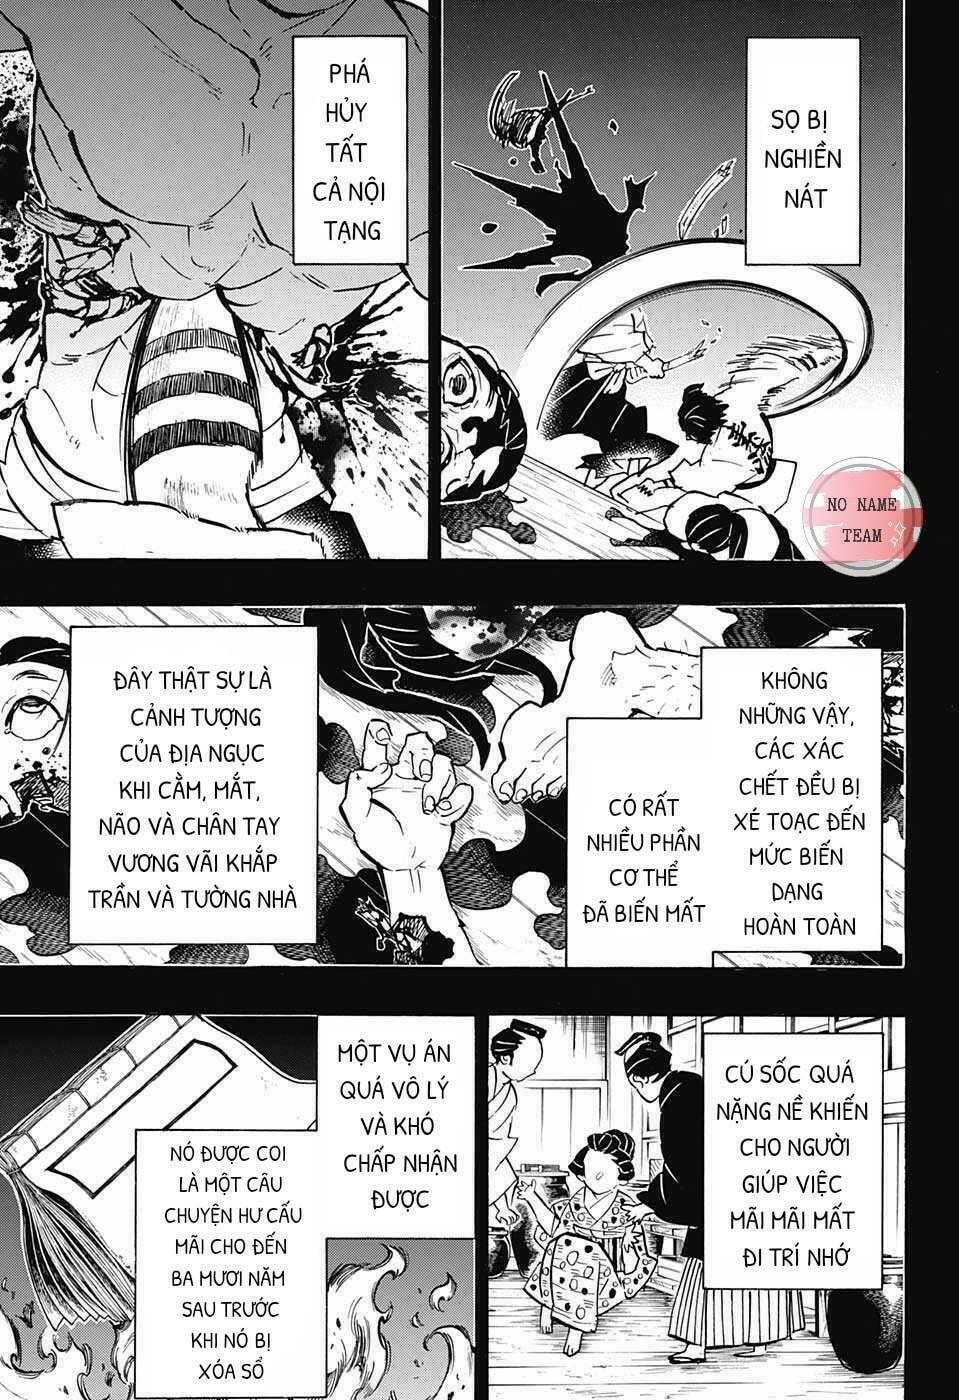 SỌ BỊ
NGHIỀN
NÁT
PHÁ
HỦY
TẤT
CẢ NỘI
TẠNG
NO NAME
TEAM
KHÔNG
NHỮNG VẬY,
CÁC XÁC
CHẾT ĐỀU BỊ
XÉ TOẠC ĐẾN
MỨC BIẾN
DẠNG
HOÀN TOÀN
CÓ RẤT
NHIỀU PHẦN
CƠ THỂ
ĐÃ BIẾN MẤT
ĐÂY THẬT SỰ LÀ
CẢNH TƯỢNG
CỦA ĐỊA NGỤC
KHI CẰM, MẮT,
NÃO VÀ CHÂN TAY
VƯƠNG VÃI KHẮP
TRẦN VÀ TƯỜNG NHÀ
CÚ SỐC QUÁ
NẶNG NỀ KHIẾN
CHO NGƯỜI
GIÚP VIỆC
MÃI MÃI MẤT
ĐI TRÍ NHỚ
MỘT VỤ ÁN
QUÁ VÔ LÝ
VÀ KHÓ
CHẤP NHẬN
ĐƯỢC
NÓ ĐƯỢC COI
LÀ MỘT CÂU
CHUYỆN HƯ CẤU
MÃI CHO ĐẾN
BA MƯƠI NĂM
SAU TRƯỚC
KHI NÓ BỊ
XÓA SỔ